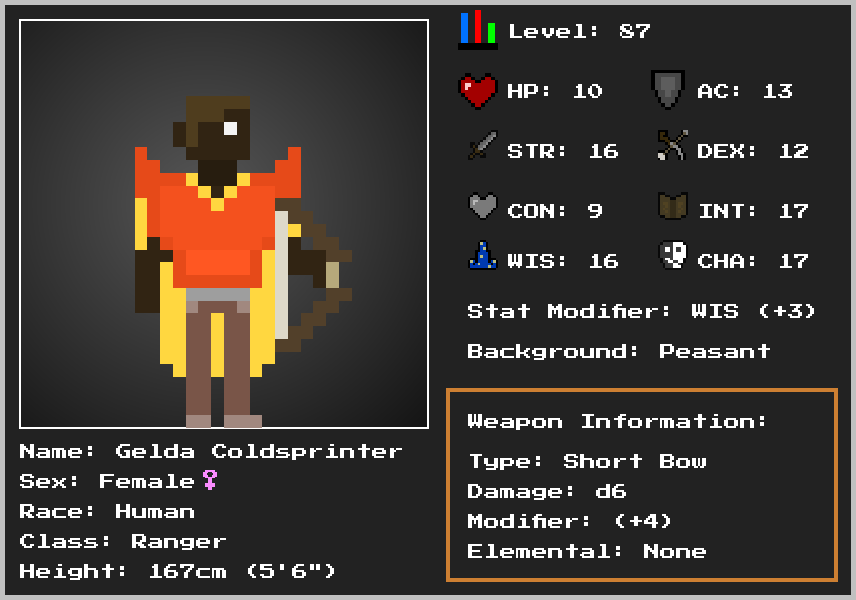 Level: 87
HP: 10 AC: 13
STR: 16 DEX: 12
CON: 9 INT: 17
WIS: 16 CHA: 17
Stat Modifier: WIS (+3)
Background: Peasant
Weapon Information:
Type: Short Bow
Damage: d6
Modifier: (+4)
Elemental: None
Name: Gelda Coldsprinter
Sex: Female♀
Race: Human
Class: Ranger
Height: 167cm (5'6")